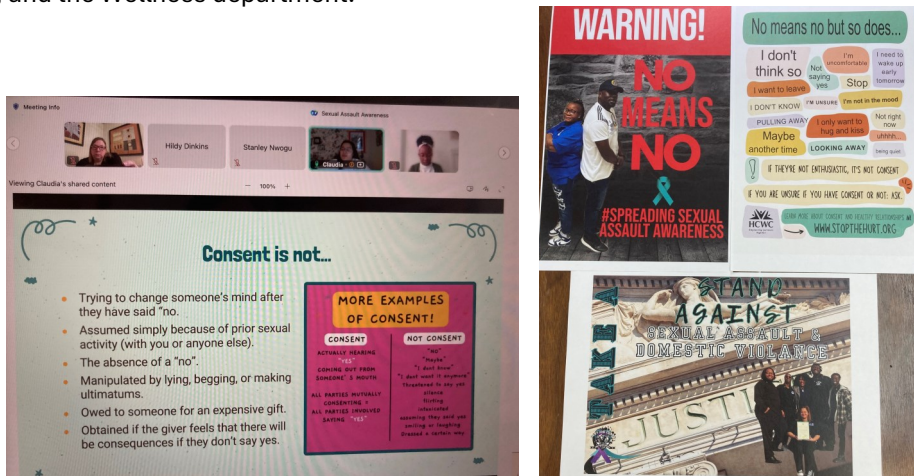 and the Wellness department.
Meeting Info
Sexual Assault Awareness
Hildy Dinkins
Stanley Nwogu
Claudia
Viewing Claudia's shared content
100%
Consent is not...
Trying to change someone's mind after
they have said "no.
Assumed simply because of prior sexual
activity (with you or anyone else).
The absence of a "no".
Manipulated by lying, begging, or making
ultimatums.
Owed to someone for an expensive gift.
Obtained if the giver feels that there will
be consequences if they don't say yes.
MORE EXAMPLES
OF CONSENT!
CONSENT
ACTUALLY HEARING
"YES"
COMING OUT FROM
SOMEONE'S MOUTH
ALL PARTIES MUTUALLY
CONSENTING =
ALL PARTIES INVOLVED
SAYING "YES"
NOT CONSENT
"NO"
"Maybe"
"I dont know"
"I dont want it anymore"
Threatened to say yes
silence
flirting
intoxicated
assuming they said yes
smiling or laughing
Dressed a certain way
WARNING!
NO
MEANS
NO
#SPREADING SEXUAL
ASSAULT AWARENESS
No means no but so does...
I don't
think so
I'm
uncomfortable
I need to
wake up
early
tomorrow
Not
saying
yes
Stop
I want to leave
I DON'T KNOW
I'M UNSURE
I'm not in the mood
PULLING AWAY
I only want to
hug and kiss
Not right
now
Maybe
another time
LOOKING AWAY
uhhhh...
being quiet
IF THEY'RE NOT ENTHUSIASTIC, IT'S NOT CONSENT
IF YOU ARE UNSURE IF YOU HAVE CONSENT OR NOT: ASK.
HCWC
LEARN MORE ABOUT CONSENT AND HEALTHY RELATIONSHIPS
WWW.STOPTHEHURT.ORG
TAKE A
STAND
AGAINST
SEXUAL ASSAULT &
DOMESTIC VIOLENCE
JUSTI